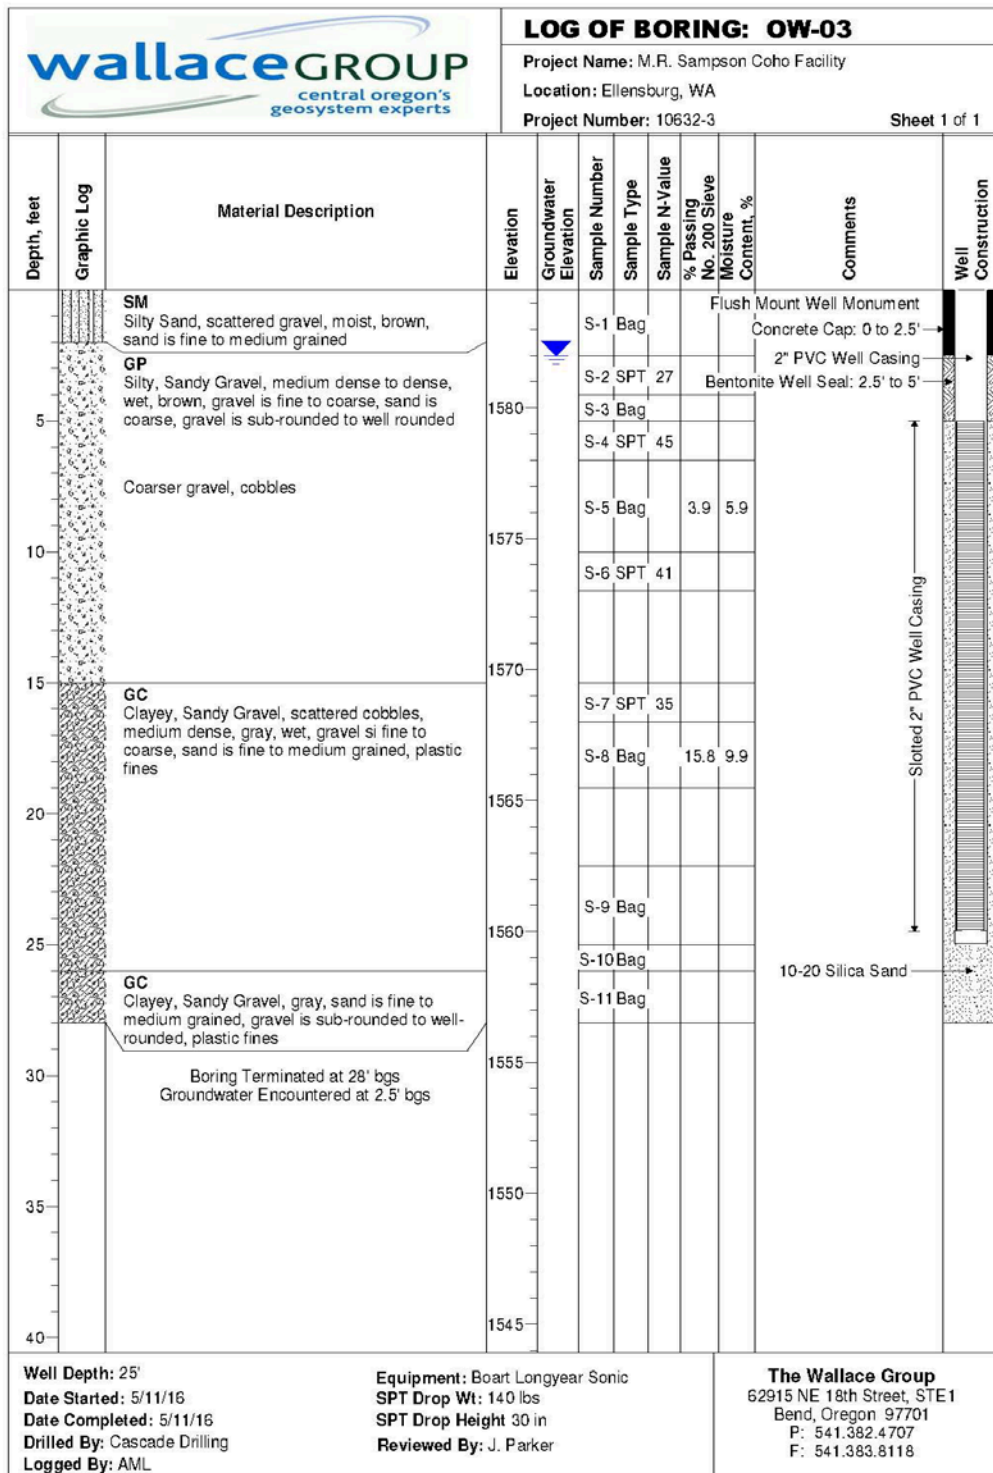 wallace GROUP
central oregon's
geosystem experts
LOG OF BORING: OW-03
Project Name: M.R. Sampson Coho Facility
Location: Ellensburg, WA
Project Number: 10632-3 Sheet 1 of 1
Depth, feet
Graphic Log
Material Description
Elevation
Groundwater
Elevation
Sample Number
Sample Type
Sample N-Value
% Passing
No. 200 Sieve
Moisture
Content, %
Comments
Well
Construction
SM
Silty Sand, scattered gravel, moist, brown,
sand is fine to medium grained
GP
Silty, Sandy Gravel, medium dense to dense,
wet, brown, gravel is fine to coarse, sand is
coarse, gravel is sub-rounded to well rounded
Coarser gravel, cobbles
GC
Clayey, Sandy Gravel, scattered cobbles,
medium dense, gray, wet, gravel si fine to
coarse, sand is fine to medium grained, plastic
fines
GC
Clayey, Sandy Gravel, gray, sand is fine to
medium grained, gravel is sub-rounded to well-
rounded, plastic fines
Boring Terminated at 28' bgs
Groundwater Encountered at 2.5' bgs
5
10
15
20
25
30
35
40
1580
1575
1570
1565
1560
1555
1550
1545
S-1 Bag
S-2 SPT 27
S-3 Bag
S-4 SPT 45
S-5 Bag 3.9 5.9
S-6 SPT 41
S-7 SPT 35
S-8 Bag 15.8 9.9
S-9 Bag
S-10 Bag
S-11 Bag
Flush Mount Well Monument
Concrete Cap: 0 to 2.5'
2" PVC Well Casing
Bentonite Well Seal: 2.5' to 5'
Slotted 2" PVC Well Casing
10-20 Silica Sand
Well Depth: 25'
Date Started: 5/11/16
Date Completed: 5/11/16
Drilled By: Cascade Drilling
Logged By: AML
Equipment: Boart Longyear Sonic
SPT Drop Wt: 140 lbs
SPT Drop Height 30 in
Reviewed By: J. Parker
The Wallace Group
62915 NE 18th Street, STE1
Bend, Oregon 97701
P: 541.382.4707
F: 541.383.8118